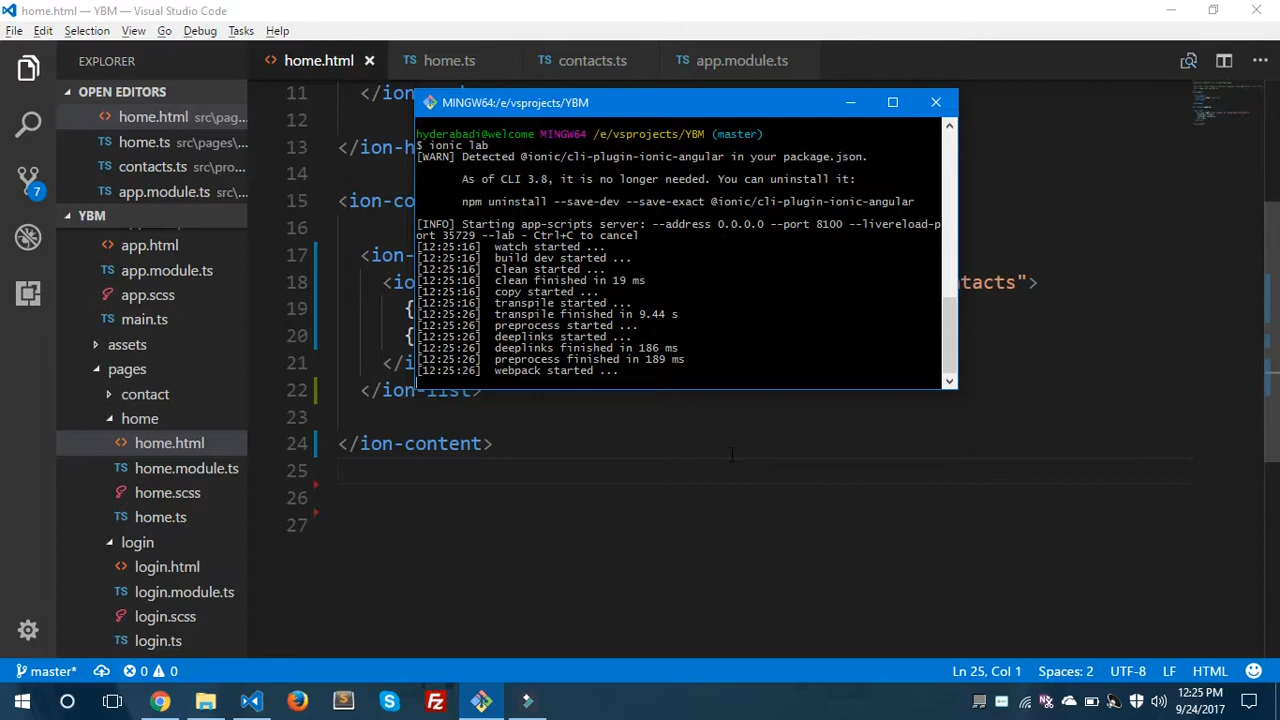 home.html — YBM — Visual Studio Code
File Edit Selection View Go Debug Tasks Help
EXPLORER
OPEN EDITORS
home.html src\pag...
home.ts src\pages\...
contacts.ts src\pro...
app.module.ts src\...
YBM
app.html
app.module.ts
app.scss
main.ts
assets
pages
contact
home
home.html
home.module.ts
home.scss
home.ts
login
login.html
login.module.ts
login.scss
login.ts
7
home.html
TS home.ts
TS contacts.ts
TS app.module.ts
11
12
13 </ion-h
14
15 <ion-co
16
17 <ion-
18 <io ntacts">
19 {
20 {
21 </i
22 </ion-list>
23
24 </ion-content>
25
26
27
MINGW64:/e/vsprojects/YBM
hyderabadi@welcome MINGW64 /e/vsprojects/YBM (master)
$ ionic lab
[WARN] Detected @ionic/cli-plugin-ionic-angular in your package.json.
As of CLI 3.8, it is no longer needed. You can uninstall it:
npm uninstall --save-dev --save-exact @ionic/cli-plugin-ionic-angular
[INFO] Starting app-scripts server: --address 0.0.0.0 --port 8100 --livereload-p
ort 35729 --lab - Ctrl+C to cancel
[12:25:16] watch started ...
[12:25:16] build dev started ...
[12:25:16] clean started ...
[12:25:16] clean finished in 19 ms
[12:25:16] copy started ...
[12:25:16] transpile started ...
[12:25:26] transpile finished in 9.44 s
[12:25:26] preprocess started ...
[12:25:26] deeplinks started ...
[12:25:26] deeplinks finished in 186 ms
[12:25:26] preprocess finished in 189 ms
[12:25:26] webpack started ...
master* 0 0
Ln 25, Col 1 Spaces: 2 UTF-8 LF HTML
12:25 PM
9/24/2017